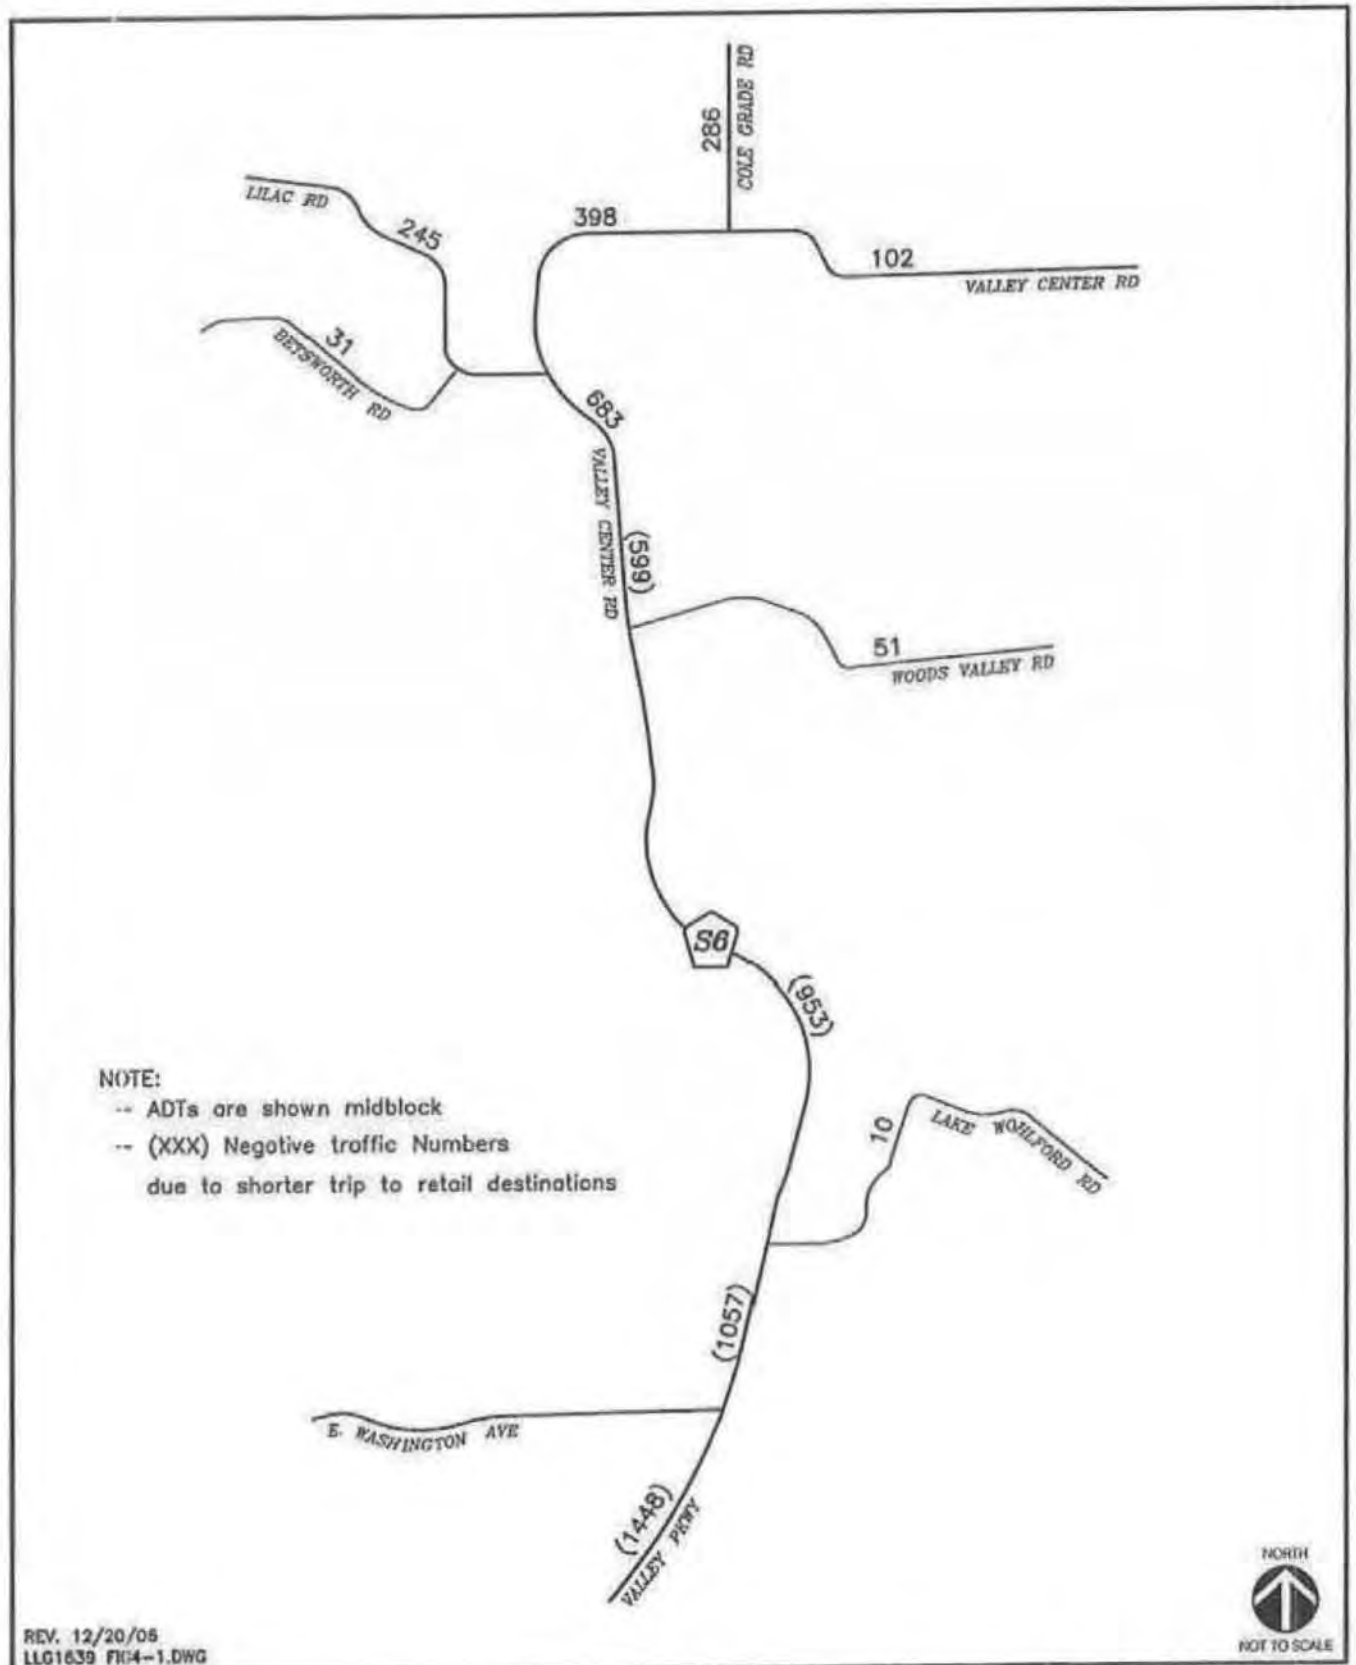 286
COLE GRADE RD
LILAC RD
245
398
102
VALLEY CENTER RD
31
BETSWORTH RD
683
VALLEY CENTER RD
(599)
51
WOODS VALLEY RD
S6
(953)
NOTE:
-- ADTs are shown midblock
-- (XXX) Negative traffic Numbers
due to shorter trip to retail destinations
10
LAKE WOHLFORD RD
(1057)
E. WASHINGTON AVE
(1448)
VALLEY PKWY
NORTH
NOT TO SCALE
REV. 12/20/05
LLG1639 FIG4-1.DWG